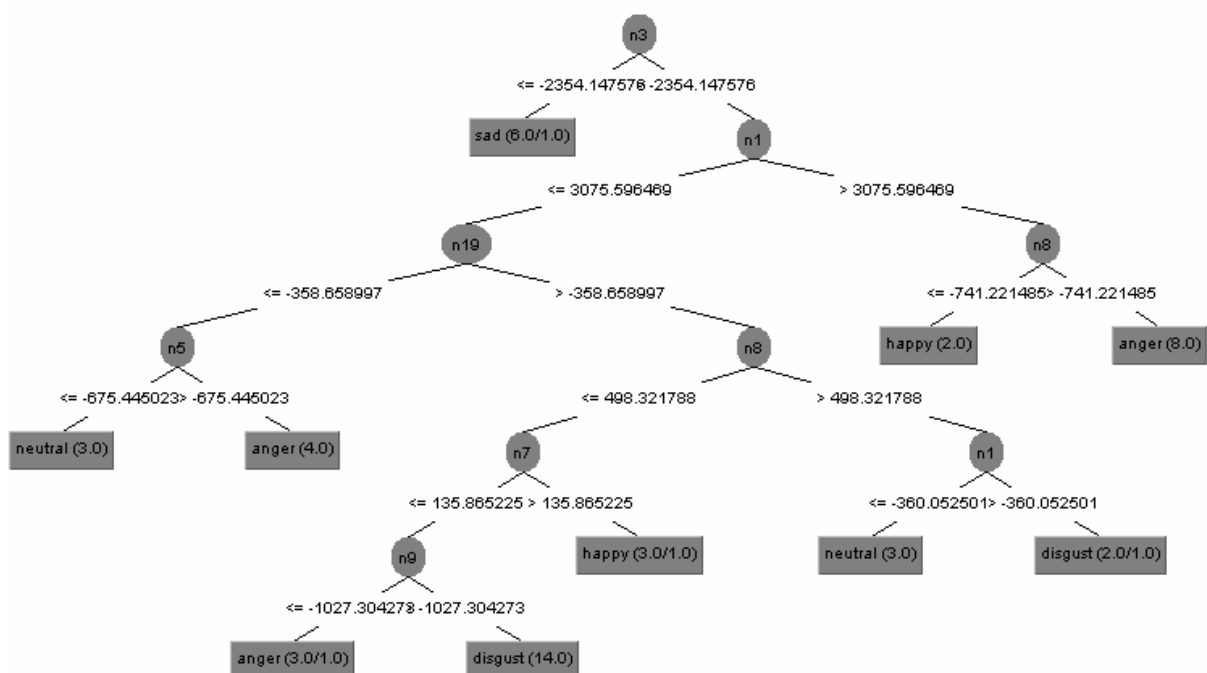 n3
<= -2354.147576 > -2354.147576
sad (6.0/1.0)
n1
<= 3075.596469
> 3075.596469
n19
n8
<= -358.658997
> -358.658997
<= -741.221485 > -741.221485
n5
n8
happy (2.0)
anger (8.0)
<= -675.445023 > -675.445023
<= 498.321788
> 498.321788
neutral (3.0)
anger (4.0)
n7
n1
<= 135.865225 > 135.865225
<= -360.052501 > -360.052501
n9
happy (3.0/1.0)
neutral (3.0)
disgust (2.0/1.0)
<= -1027.304273 > -1027.304273
anger (3.0/1.0)
disgust (14.0)